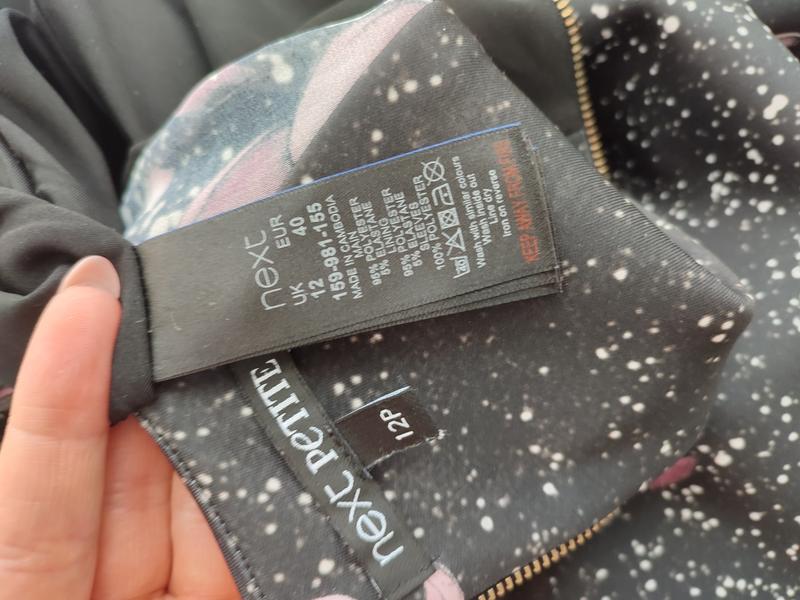 next
UK EUR
12 40
159-981-155
MADE IN CAMBODIA
MAIN
95% POLYESTER
5% ELASTANE
LINING
95% POLYESTER
5% ELASTANE
SLEEVES
100% POLYESTER
Wash with similar colours
Wash inside out
Line dry
Iron on reverse
KEEP AWAY FROM FIRE
next PETITE
12P